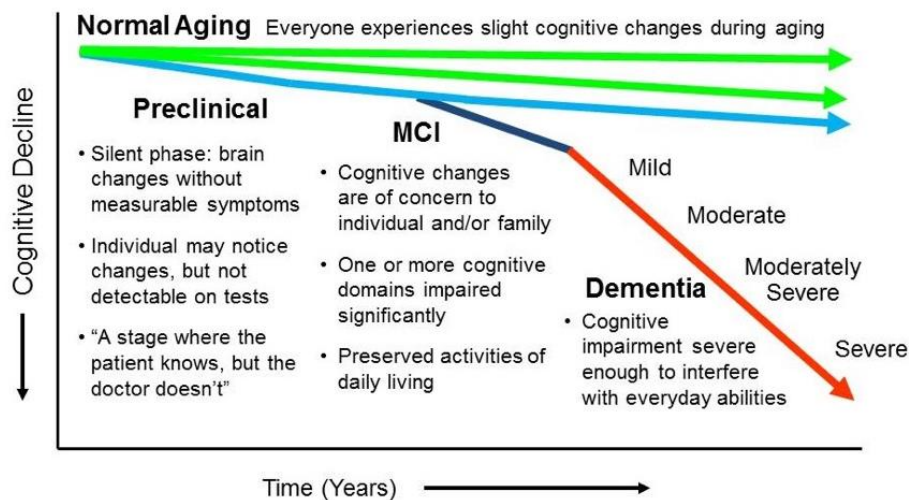 Normal Aging Everyone experiences slight cognitive changes during aging
Preclinical
• Silent phase: brain
changes without
measurable symptoms
• Individual may notice
changes, but not
detectable on tests
• “A stage where the
patient knows, but the
doctor doesn’t”
MCI
• Cognitive changes
are of concern to
individual and/or family
• One or more cognitive
domains impaired
significantly
• Preserved activities of
daily living
Dementia
• Cognitive
impairment severe
enough to interfere
with everyday abilities
Mild
Moderate
Moderately
Severe
Severe
Cognitive Decline
Time (Years)